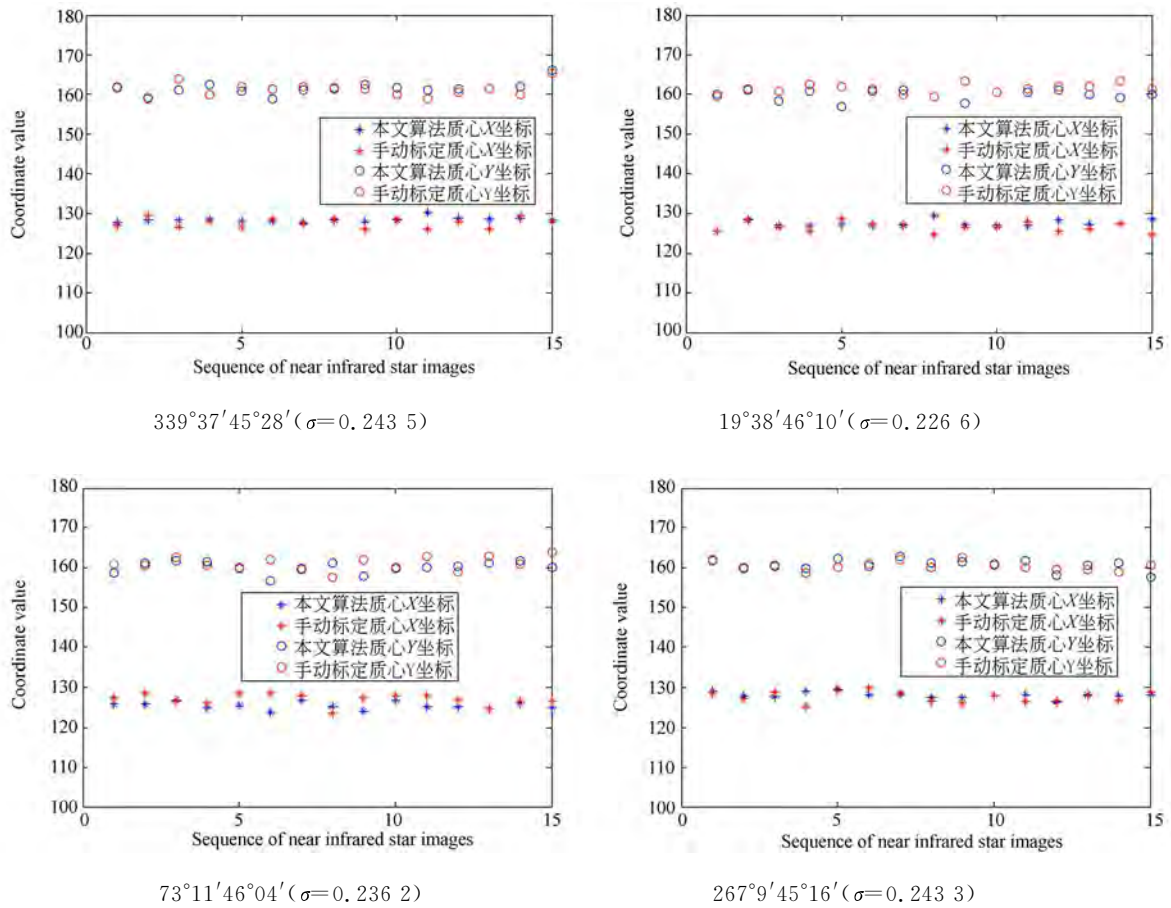 180
170
160
150
140
130
120
110
100
Coordinate value
本文算法质心X坐标
手动标定质心X坐标
本文算法质心Y坐标
手动标定质心Y坐标
0 5 10 15
Sequence of near infrared star images
339°37′45°28′(σ=0.243 5)
180
170
160
150
140
130
120
110
100
Coordinate value
本文算法质心X坐标
手动标定质心X坐标
本文算法质心Y坐标
手动标定质心Y坐标
0 5 10 15
Sequence of near infrared star images
19°38′46°10′(σ=0.226 6)
180
170
160
150
140
130
120
110
100
Coordinate value
本文算法质心X坐标
手动标定质心X坐标
本文算法质心Y坐标
手动标定质心Y坐标
0 5 10 15
Sequence of near infrared star images
73°11′46°04′(σ=0.236 2)
180
170
160
150
140
130
120
110
100
Coordinate value
本文算法质心X坐标
手动标定质心X坐标
本文算法质心Y坐标
手动标定质心Y坐标
0 5 10 15
Sequence of near infrared star images
267°9′45°16′(σ=0.243 3)